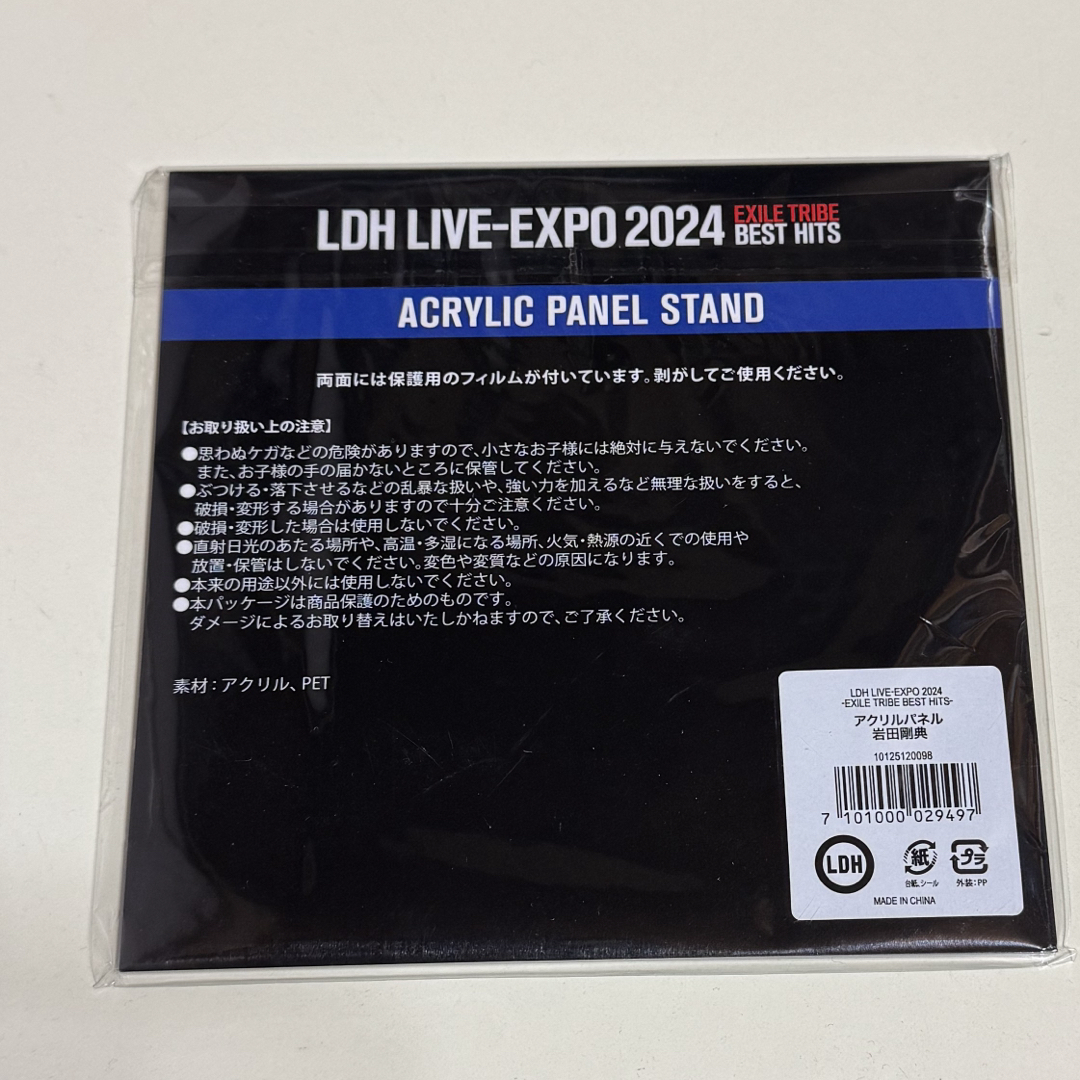 LDH LIVE-EXPO 2024 EXILE TRIBE BEST HITS
ACRYLIC PANEL STAND
両面には保護用のフィルムが付いています。剥がしてご使用ください。
【お取り扱い上の注意】
●思わぬケガなどの危険がありますので、小さなお子様には絶対に与えないでください。
また、お子様の手の届かないところに保管してください。
●ぶつける・落下させるなどの乱暴な扱いや、強い力を加えるなど無理な扱いをすると、
破損・変形する場合がありますので十分ご注意ください。
●破損・変形した場合は使用しないでください。
●直射日光のあたる場所や、高温・多湿になる場所、火気・熱源の近くでの使用や
放置・保管はしないでください。変色や変質などの原因になります。
●本来の用途以外には使用しないでください。
●本パッケージは商品保護のためのものです。
ダメージによるお取り替えはいたしかねますので、ご了承ください。
素材：アクリル、PET
LDH LIVE-EXPO 2024
-EXILE TRIBE BEST HITS-
アクリルパネル
岩田剛典
10125120098
7 101000 029497
LDH 紙 プラ
台紙、シール 外装：PP
MADE IN CHINA